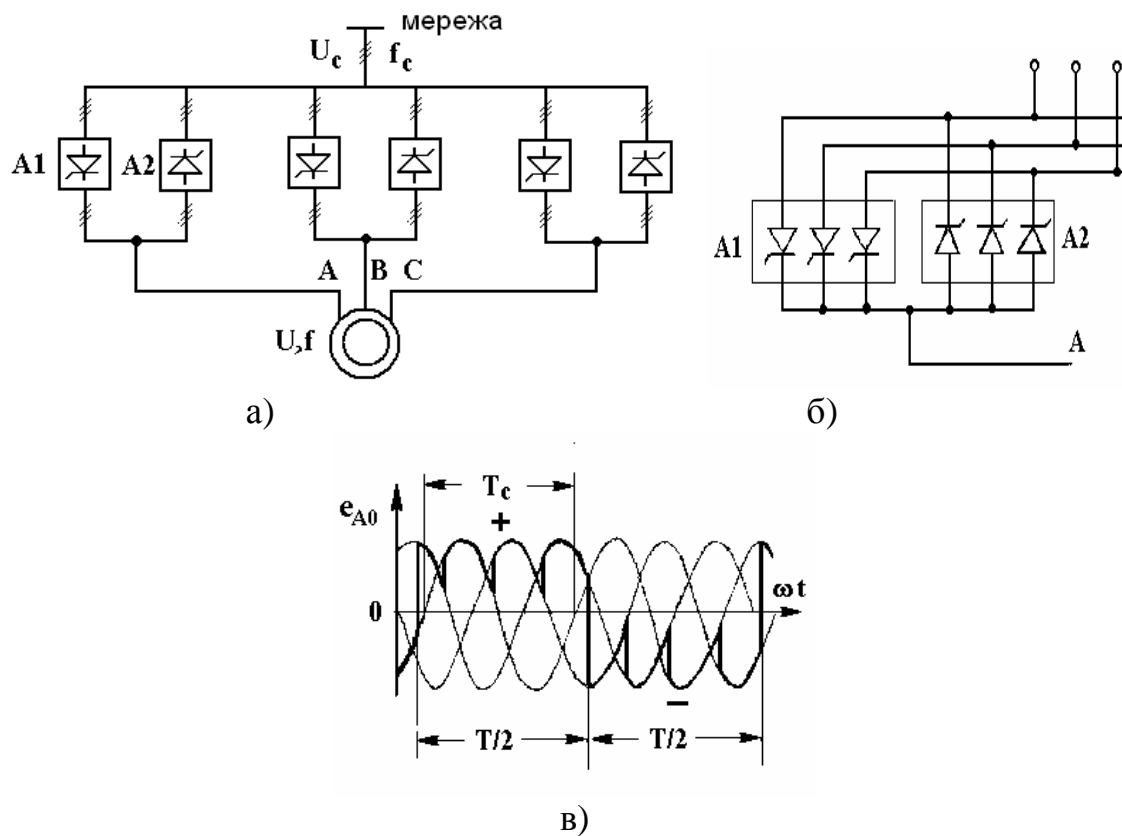 мережа
U_c f_c
A1 A2
A B C
U,f
а)
A1 A2
A
б)
T_c
e_A0
+
0
ωt
−
T/2 T/2
в)